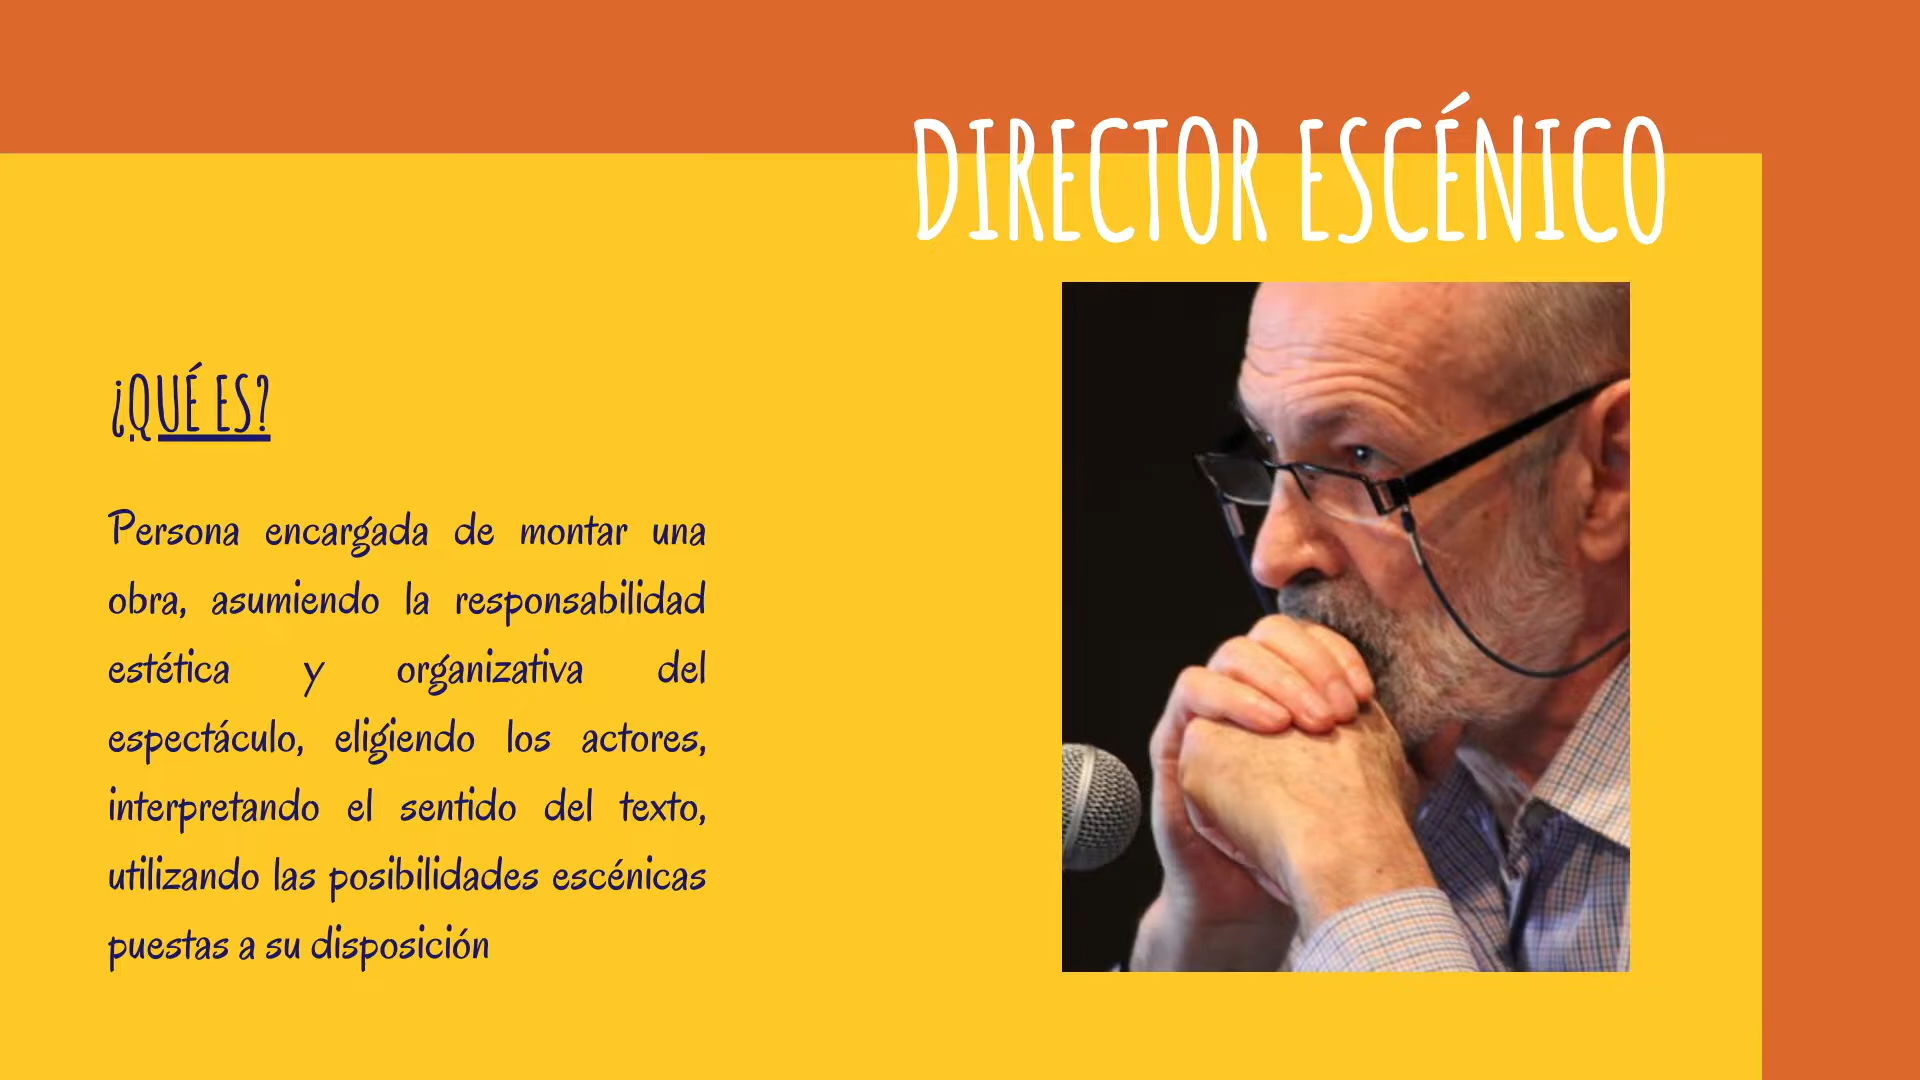 DIRECTOR ESCÉNICO
¿QUÉ ES?
Persona encargada de montar una
obra, asumiendo la responsabilidad
estética y organizativa del
espectáculo, eligiendo los actores,
interpretando el sentido del texto,
utilizando las posibilidades escénicas
puestas a su disposición